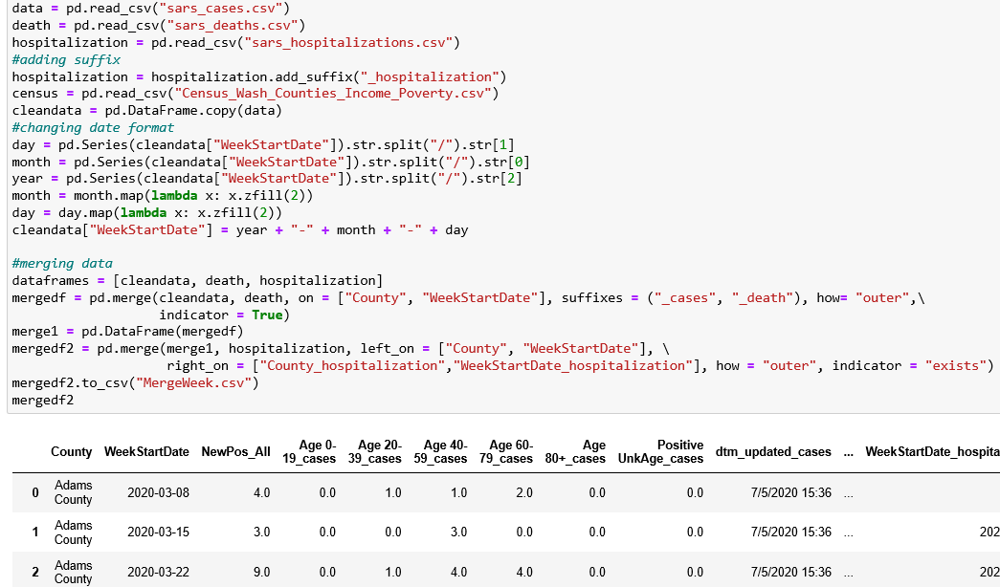 data = pd.read_csv("sars_cases.csv")
death = pd.read_csv("sars_deaths.csv")
hospitalization = pd.read_csv("sars_hospitalizations.csv")
#adding suffix
hospitalization = hospitalization.add_suffix("_hospitalization")
census = pd.read_csv("Census_Wash_Counties_Income_Poverty.csv")
cleandata = pd.DataFrame.copy(data)
#changing date format
day = pd.Series(cleandata["WeekStartDate"]).str.split("/").str[1]
month = pd.Series(cleandata["WeekStartDate"]).str.split("/").str[0]
year = pd.Series(cleandata["WeekStartDate"]).str.split("/").str[2]
month = month.map(lambda x: x.zfill(2))
day = day.map(lambda x: x.zfill(2))
cleandata["WeekStartDate"] = year + "-" + month + "-" + day
#merging data
dataframes = [cleandata, death, hospitalization]
mergedf = pd.merge(cleandata, death, on = ["County", "WeekStartDate"], suffixes = ("_cases", "_death"), how= "outer",\
indicator = True)
merge1 = pd.DataFrame(mergedf)
mergedf2 = pd.merge(merge1, hospitalization, left_on = ["County", "WeekStartDate"], \
right_on = ["County_hospitalization","WeekStartDate_hospitalization"], how = "outer", indicator = "exists")
mergedf2.to_csv("MergeWeek.csv")
mergedf2
County WeekStartDate NewPos_All Age 0-19_cases Age 20-39_cases Age 40-59_cases Age 60-79_cases Age 80+_cases Positive UnkAge_cases dtm_updated_cases ... WeekStartDate_hospita
0 Adams County 2020-03-08 4.0 0.0 1.0 1.0 2.0 0.0 0.0 7/5/2020 15:36 ...
1 Adams County 2020-03-15 3.0 0.0 0.0 3.0 0.0 0.0 0.0 7/5/2020 15:36 ... 202
2 Adams County 2020-03-22 9.0 0.0 1.0 4.0 4.0 0.0 0.0 7/5/2020 15:36 ... 202